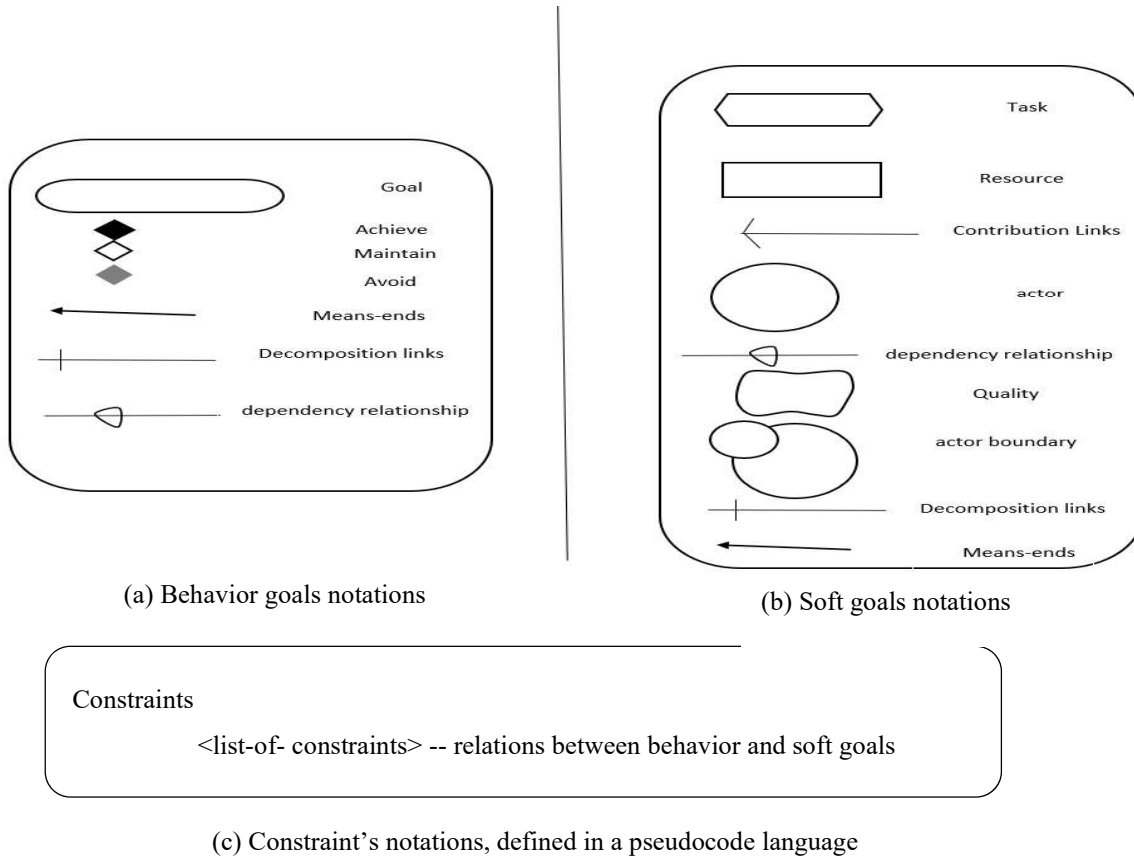 Goal
Achieve
Maintain
Avoid
Means-ends
Decomposition links
dependency relationship
(a) Behavior goals notations
Task
Resource
Contribution Links
actor
dependency relationship
Quality
actor boundary
Decomposition links
Means-ends
(b) Soft goals notations
Constraints
<list-of- constraints> -- relations between behavior and soft goals
(c) Constraint’s notations, defined in a pseudocode language